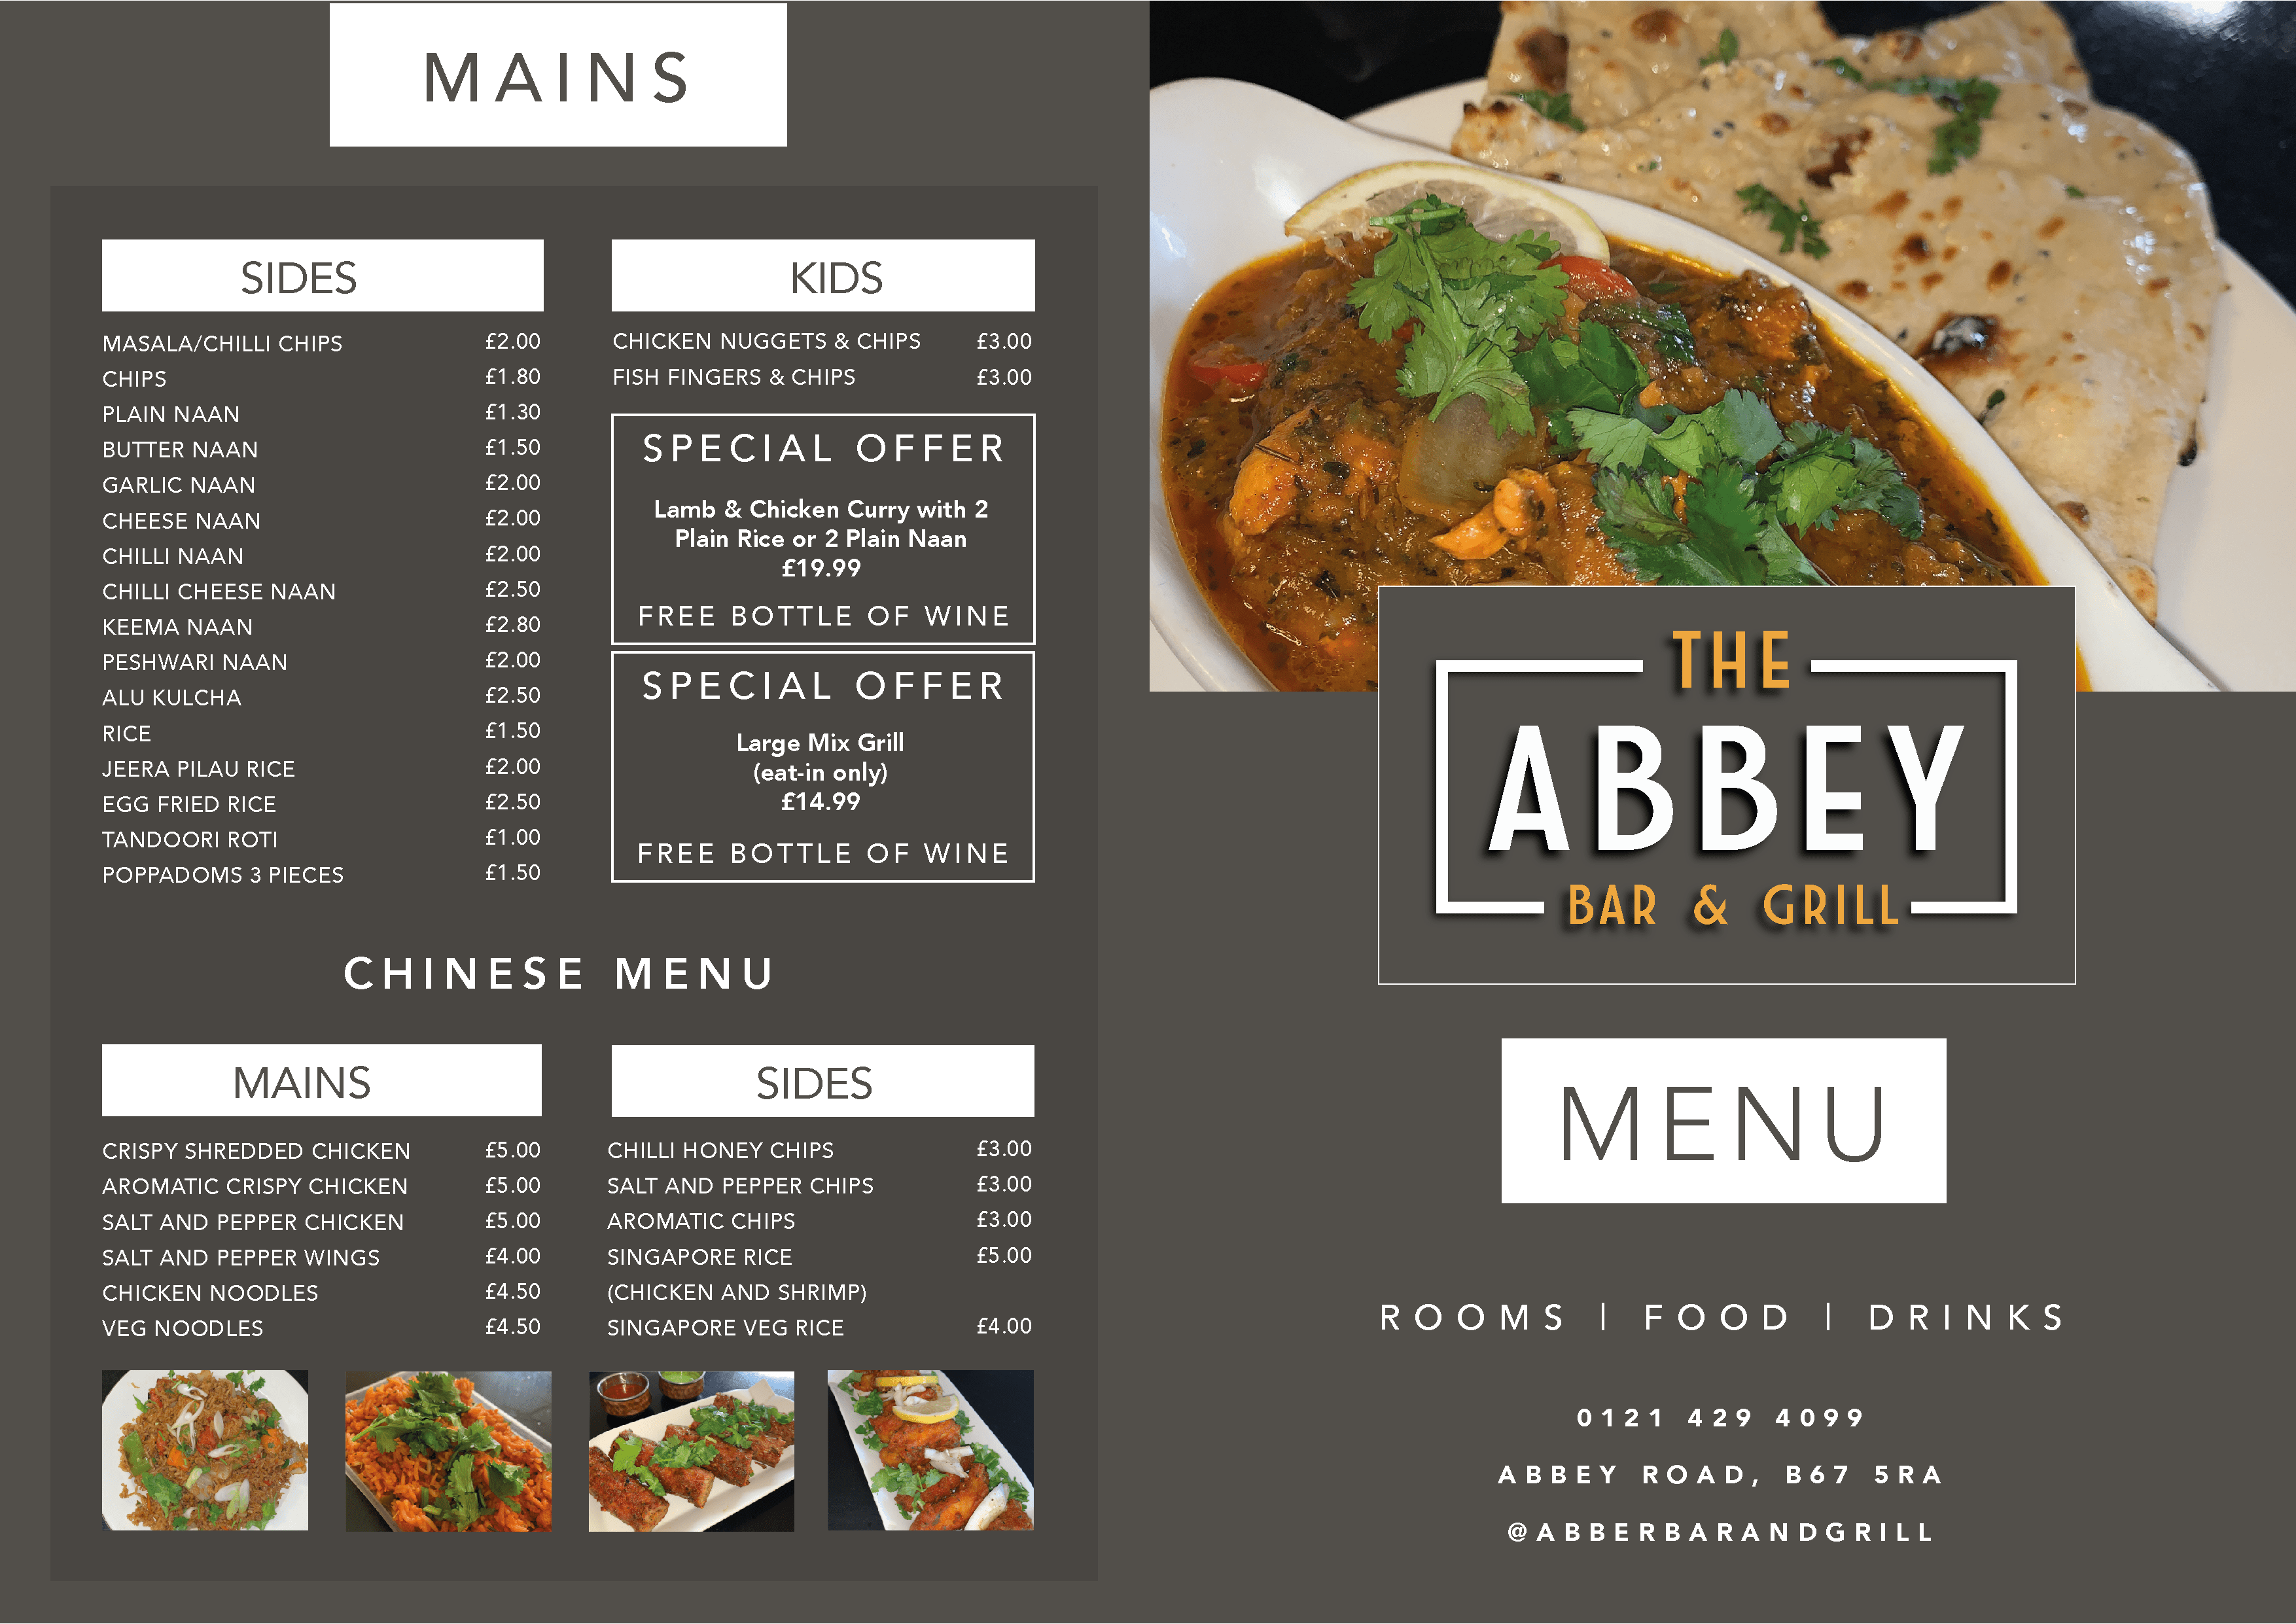 MAINS
SIDES
MASALA/CHILLI CHIPS £2.00
CHIPS £1.80
PLAIN NAAN £1.30
BUTTER NAAN £1.50
GARLIC NAAN £2.00
CHEESE NAAN £2.00
CHILLI NAAN £2.00
CHILLI CHEESE NAAN £2.50
KEEMA NAAN £2.80
PESHWARI NAAN £2.00
ALU KULCHA £2.50
RICE £1.50
JEERA PILAU RICE £2.00
EGG FRIED RICE £2.50
TANDOORI ROTI £1.00
POPPADOMS 3 PIECES £1.50
KIDS
CHICKEN NUGGETS & CHIPS £3.00
FISH FINGERS & CHIPS £3.00
SPECIAL OFFER
Lamb & Chicken Curry with 2
Plain Rice or 2 Plain Naan
£19.99
FREE BOTTLE OF WINE
SPECIAL OFFER
Large Mix Grill
(eat-in only)
£14.99
FREE BOTTLE OF WINE
CHINESE MENU
MAINS
CRISPY SHREDDED CHICKEN £5.00
AROMATIC CRISPY CHICKEN £5.00
SALT AND PEPPER CHICKEN £5.00
SALT AND PEPPER WINGS £4.00
CHICKEN NOODLES £4.50
VEG NOODLES £4.50
SIDES
CHILLI HONEY CHIPS £3.00
SALT AND PEPPER CHIPS £3.00
AROMATIC CHIPS £3.00
SINGAPORE RICE £5.00
(CHICKEN AND SHRIMP)
SINGAPORE VEG RICE £4.00
THE
ABBEY
BAR & GRILL
MENU
ROOMS | FOOD | DRINKS
0121 429 4099
ABBEY ROAD, B67 5RA
@ABBERBARANDGRILL